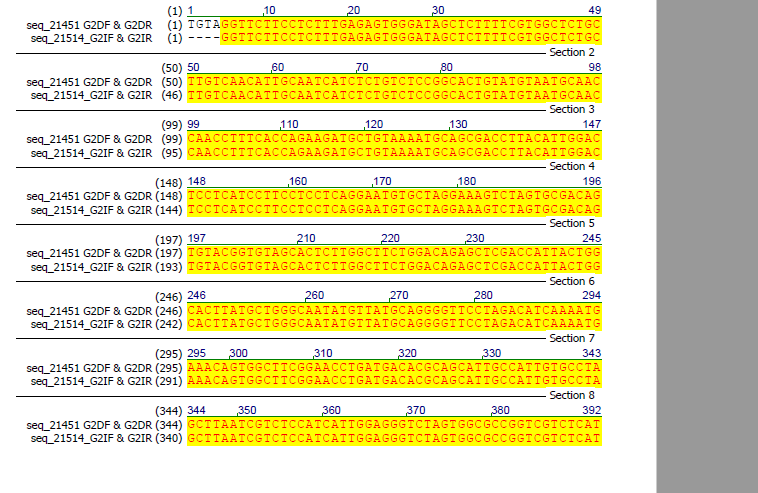 (1) 1 10 20 30 49
seq_21451 G2DF & G2DR (1) TGTAGGTTCTTCCTCTTTGAGAGTGGGATAGCTCTTTTCGTGGCTCTGC
seq_21514_G2IF & G2IR (1) ----GGTTCTTCCTCTTTGAGAGTGGGATAGCTCTTTTCGTGGCTCTGC
Section 2
(50) 50 60 70 80 98
seq_21451 G2DF & G2DR (50) TTGTCAACATTGCAATCATCTCTGTCTCCGGCACTGTATGTAATGCAAC
seq_21514_G2IF & G2IR (46) TTGTCAACATTGCAATCATCTCTGTCTCCGGCACTGTATGTAATGCAAC
Section 3
(99) 99 110 120 130 147
seq_21451 G2DF & G2DR (99) CAACCTTTCACCAGAAGATGCTGTAAAATGCAGCGACCTTACATTGGAC
seq_21514_G2IF & G2IR (95) CAACCTTTCACCAGAAGATGCTGTAAAATGCAGCGACCTTACATTGGAC
Section 4
(148) 148 160 170 180 196
seq_21451 G2DF & G2DR (148) TCCTCATCCTTCCTCCTCAGGAATGTGCTAGGAAAGTCTAGTGCGACAG
seq_21514_G2IF & G2IR (144) TCCTCATCCTTCCTCCTCAGGAATGTGCTAGGAAAGTCTAGTGCGACAG
Section 5
(197) 197 210 220 230 245
seq_21451 G2DF & G2DR (197) TGTACGGTGTAGCACTCTTGGCTTCTGGACAGAGCTCGACCATTACTGG
seq_21514_G2IF & G2IR (193) TGTACGGTGTAGCACTCTTGGCTTCTGGACAGAGCTCGACCATTACTGG
Section 6
(246) 246 260 270 280 294
seq_21451 G2DF & G2DR (246) CACTTATGCTGGGCAATATGTTATGCAGGGGTTCCTAGACATCAAAATG
seq_21514_G2IF & G2IR (242) CACTTATGCTGGGCAATATGTTATGCAGGGGTTCCTAGACATCAAAATG
Section 7
(295) 295 300 310 320 330 343
seq_21451 G2DF & G2DR (295) AAACAGTGGCTTCGGAACCTGATGACACGCAGCATTGCCATTGTGCCTA
seq_21514_G2IF & G2IR (291) AAACAGTGGCTTCGGAACCTGATGACACGCAGCATTGCCATTGTGCCTA
Section 8
(344) 344 350 360 370 380 392
seq_21451 G2DF & G2DR (344) GCTTAATCGTCTCCATCATTGGAGGGTCTAGTGGCGCCGGTCGTCTCAT
seq_21514_G2IF & G2IR (340) GCTTAATCGTCTCCATCATTGGAGGGTCTAGTGGCGCCGGTCGTCTCAT